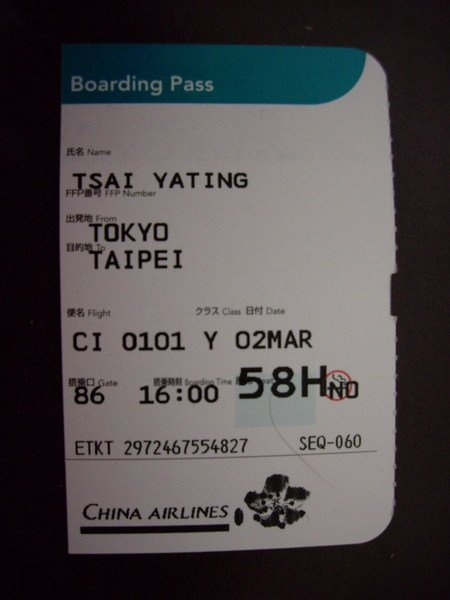 Boarding Pass
氏名 Name
TSAI YATING
FFP番号 FFP Number
出発地 From
TOKYO
目的地 To
TAIPEI
便名 Flight クラス Class 日付 Date
CI 0101 Y 02MAR
搭乗口 Gate 搭乗時刻 Boarding Time
86 16:00 58H NO
ETKT 2972467554827 SEQ-060
CHINA AIRLINES